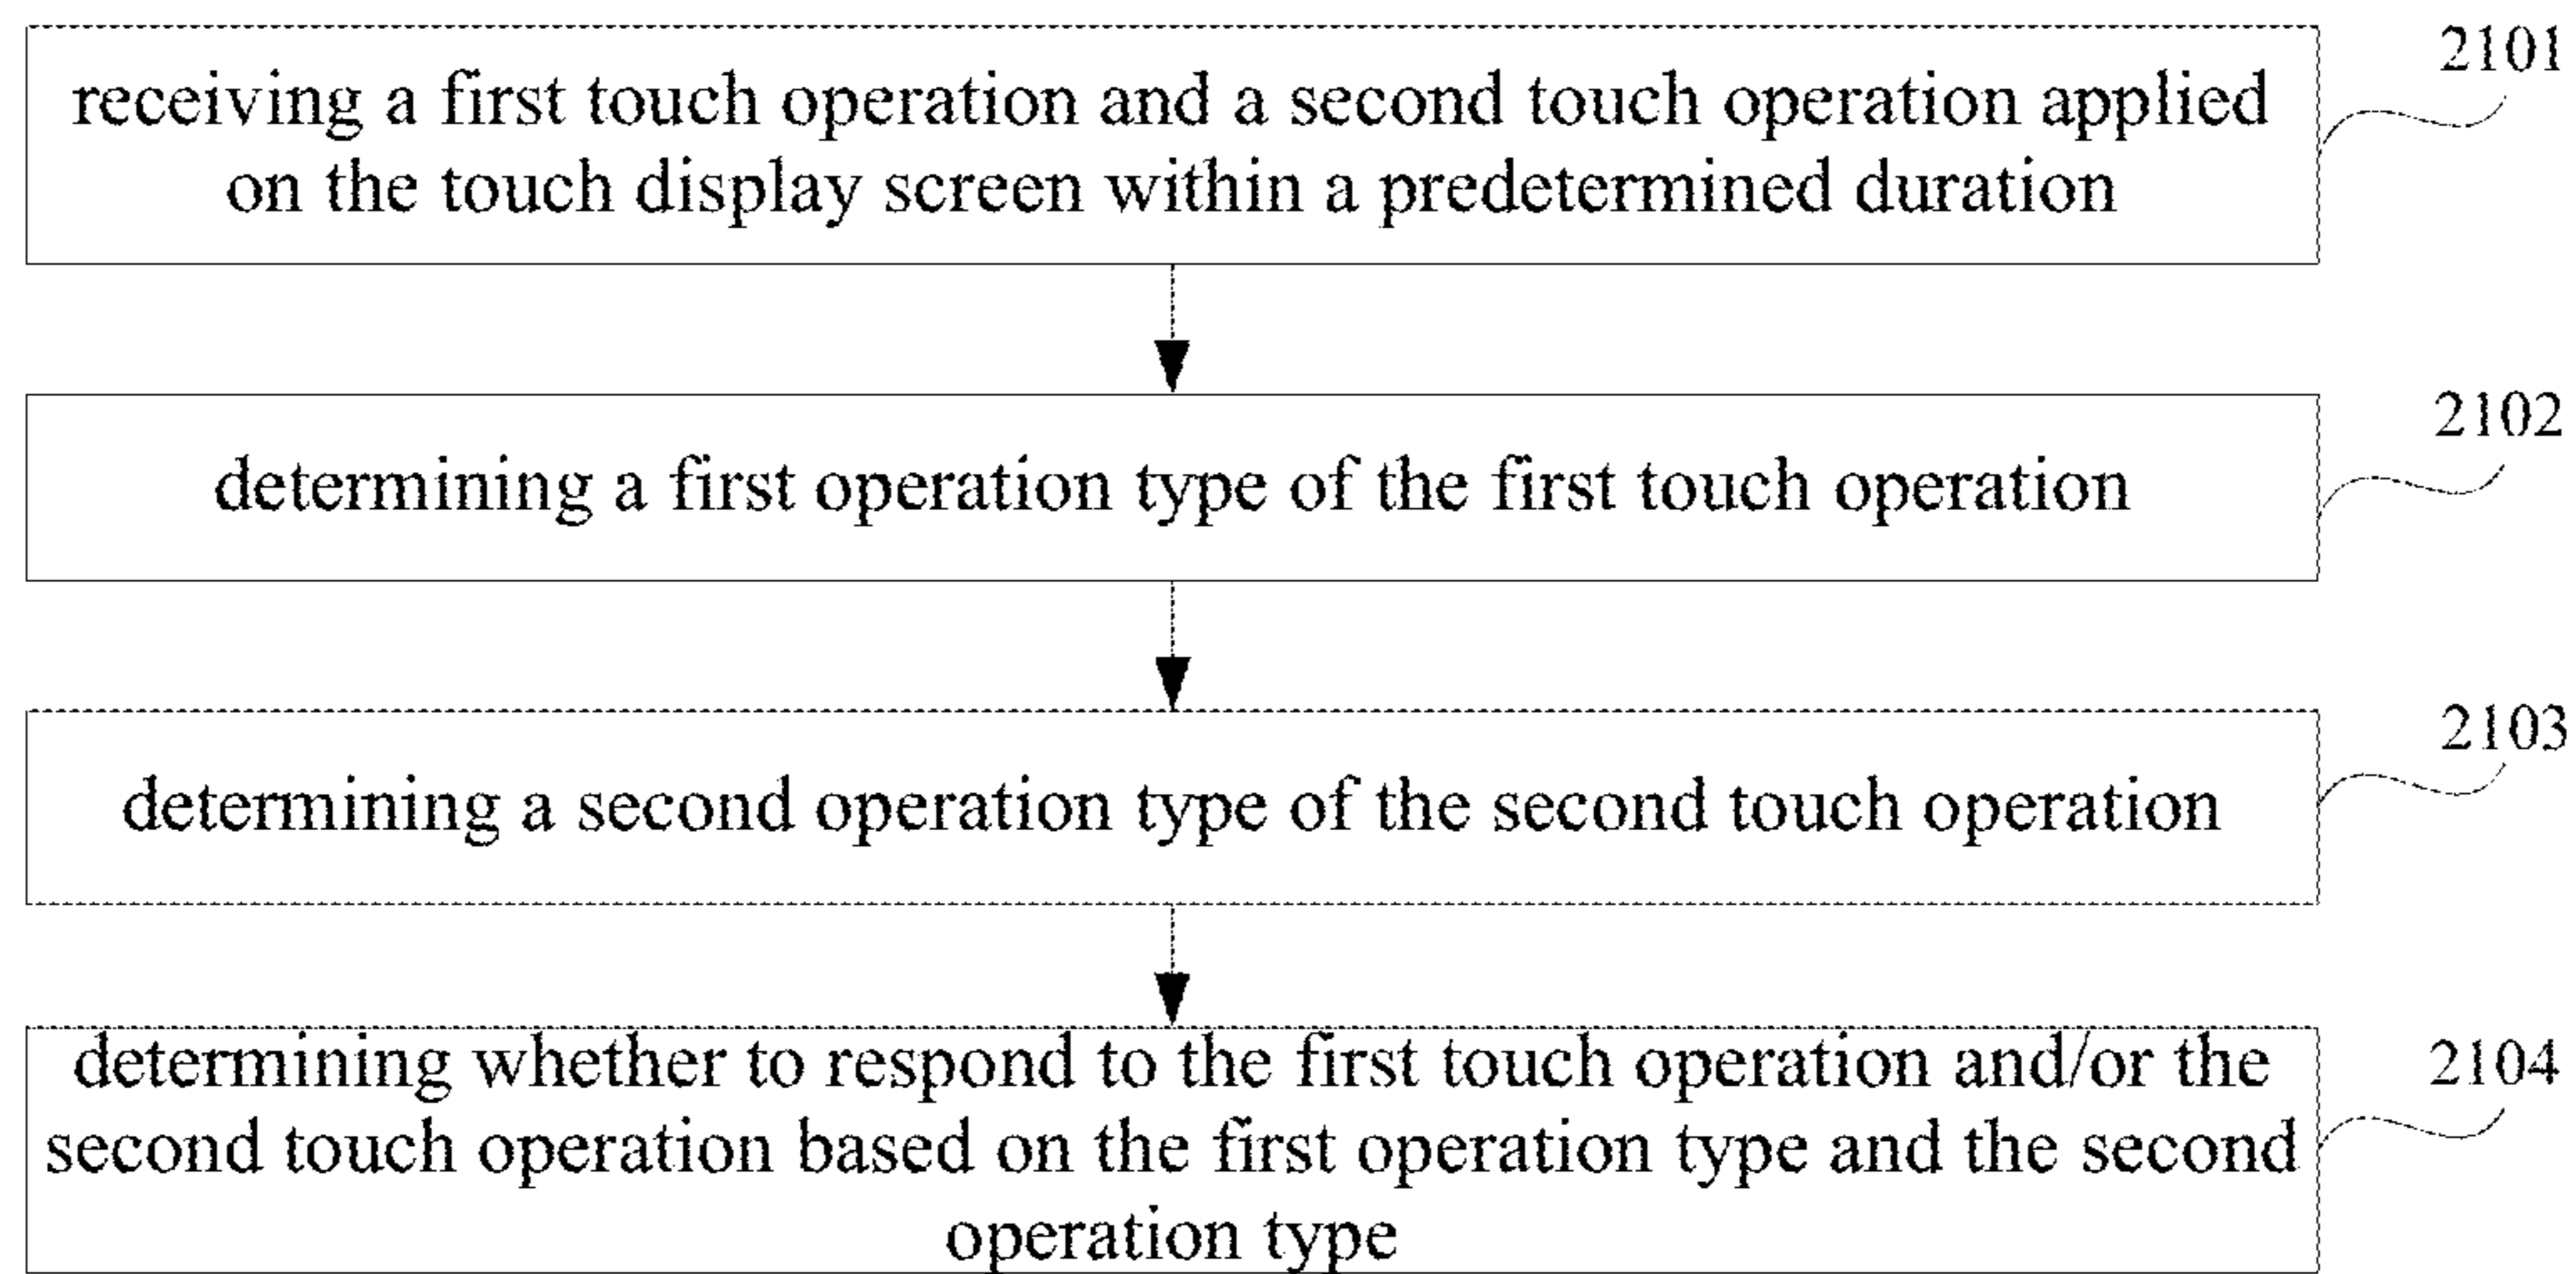 receiving a first touch operation and a second touch operation applied
on the touch display screen within a predetermined duration
2101
determining a first operation type of the first touch operation
2102
determining a second operation type of the second touch operation
2103
determining whether to respond to the first touch operation and/or the
second touch operation based on the first operation type and the second
operation type
2104